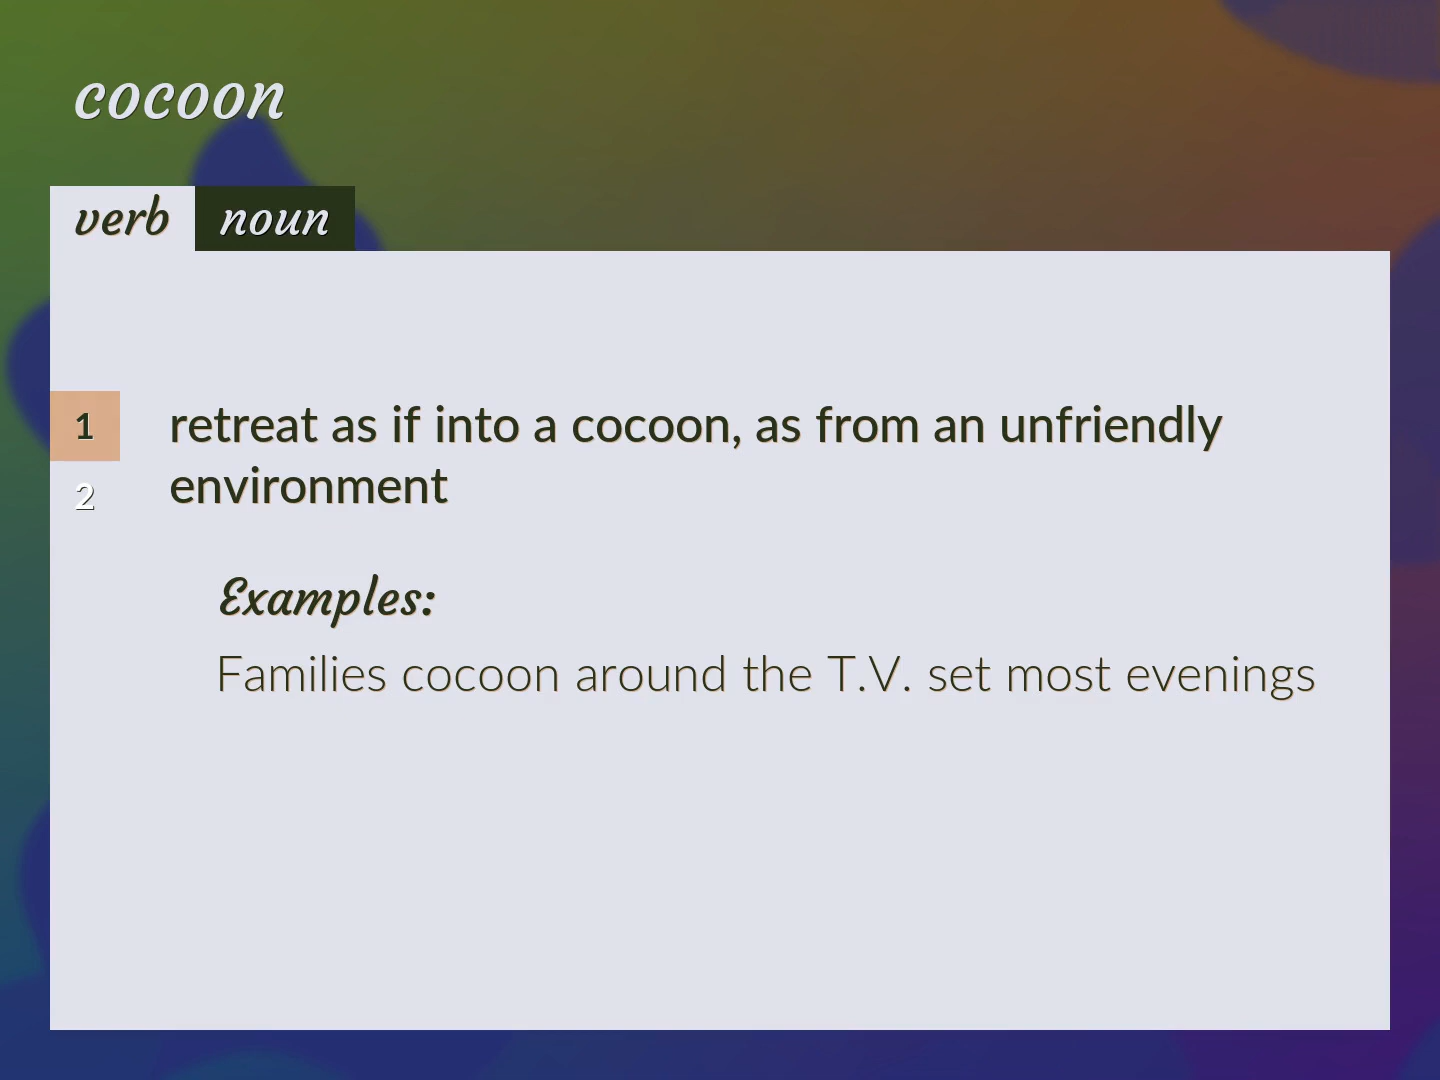 cocoon
verb noun
1 retreat as if into a cocoon, as from an unfriendly
2 environment
Examples:
Families cocoon around the T.V. set most evenings